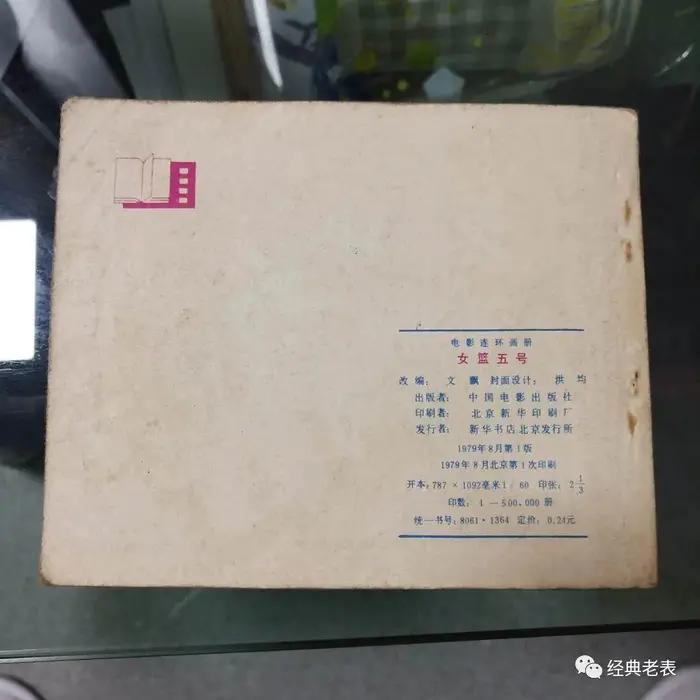 电影连环画册
女篮五号
改编：文飘 封面设计：洪均
出版者：中国电影出版社
印刷者：北京新华印刷厂
发行者：新华书店北京发行所
1979年8月第1版
1979年8月北京第1次印刷
开本：787×1092毫米1/60 印张：2 1/3
印数：1—500,000册
统一书号：8061·1364 定价：0.24元
经典老表